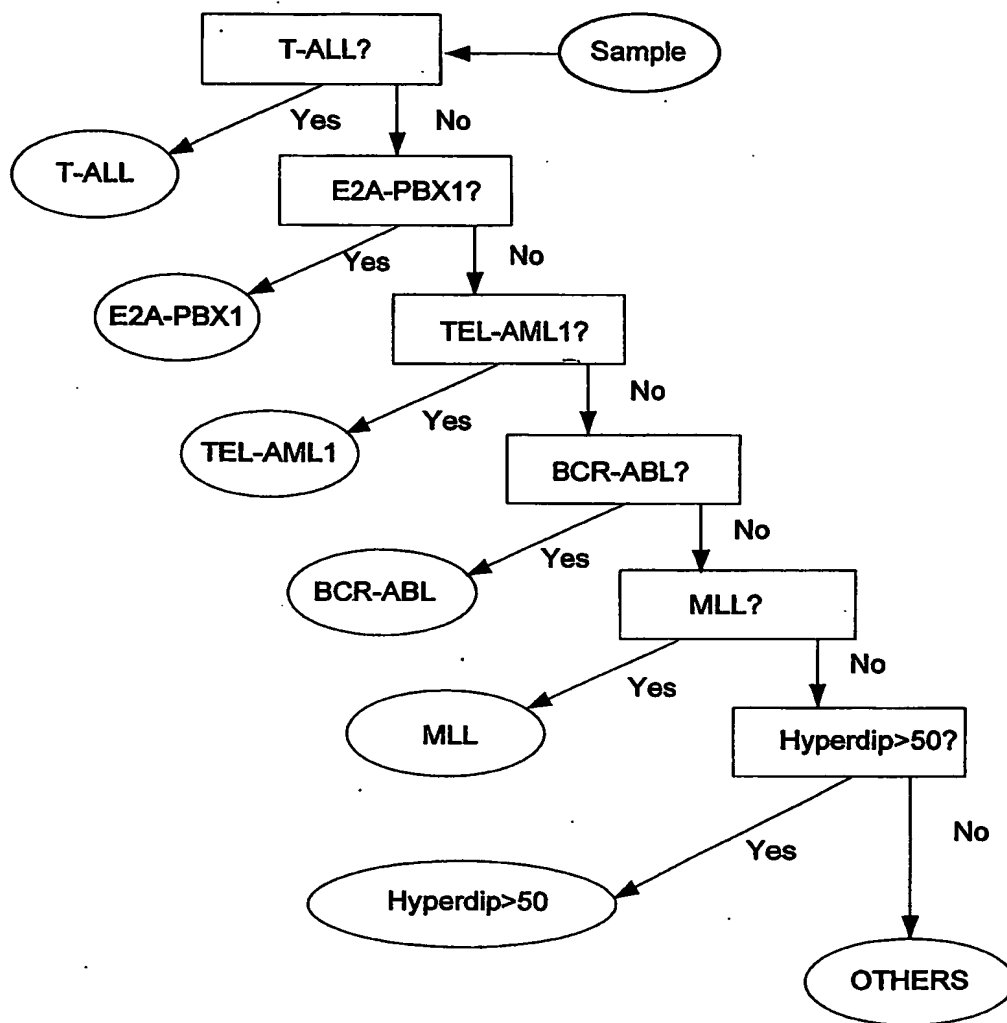 T-ALL?
Sample
Yes
No
T-ALL
E2A-PBX1?
Yes
No
E2A-PBX1
TEL-AML1?
Yes
No
TEL-AML1
BCR-ABL?
Yes
No
BCR-ABL
MLL?
Yes
No
MLL
Hyperdip>50?
Yes
No
Hyperdip>50
OTHERS